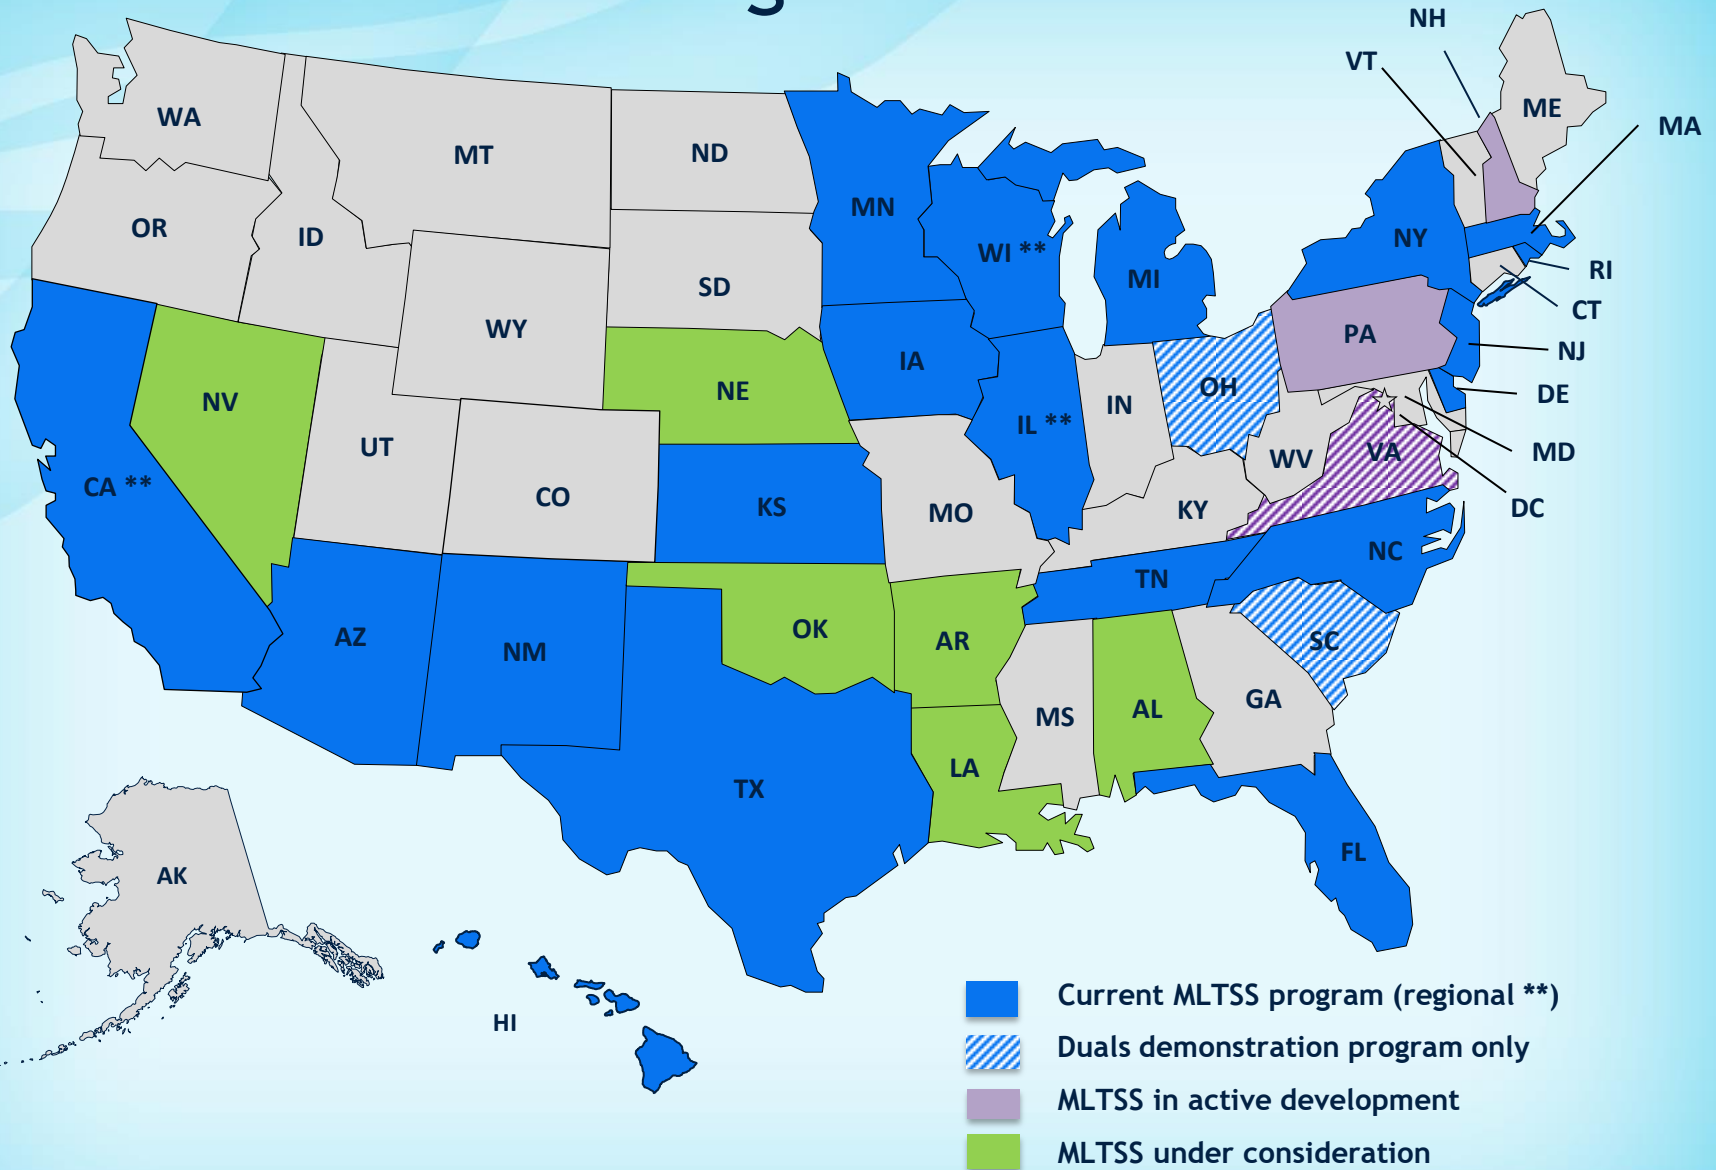 NH
VT
ME
MA
WA
MT
ND
MN
OR
ID
NY
WI **
MI
RI
SD
CT
WY
PA
NJ
IA
OH
DE
NV
NE
IN
IL **
UT
WV
VA
MD
CA **
CO
KS
MO
KY
DC
NC
TN
AZ
NM
OK
AR
SC
GA
MS
AL
LA
TX
FL
AK
HI
Current MLTSS program (regional **)
Duals demonstration program only
MLTSS in active development
MLTSS under consideration